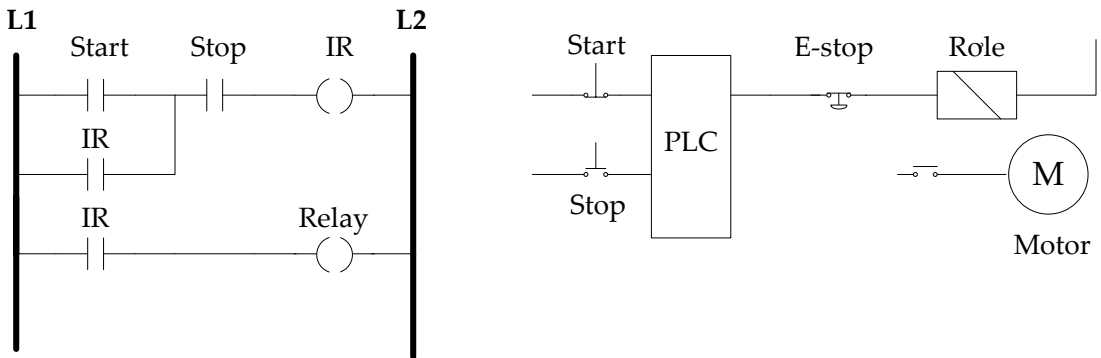 L1
L2
Start
Stop
IR
IR
IR
Relay
Start
E-stop
Role
PLC
Stop
M
Motor